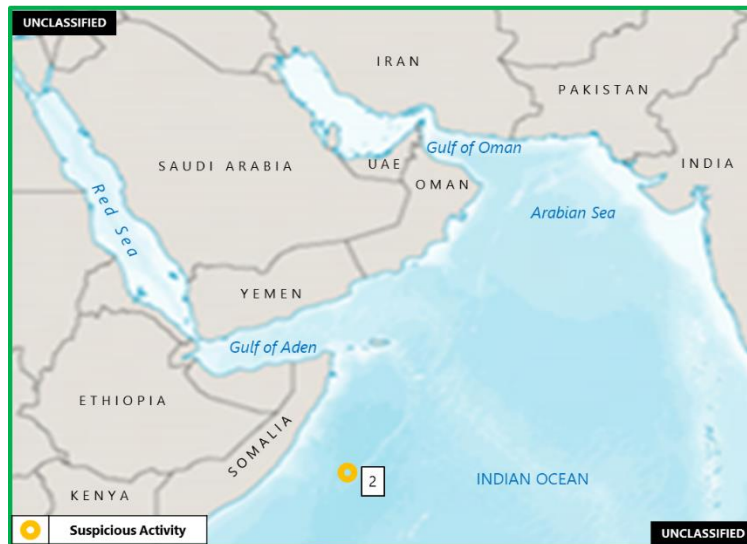 UNCLASSIFIED
IRAN
PAKISTAN
Gulf of Oman
SAUDI ARABIA
UAE
INDIA
OMAN
Red Sea
Arabian Sea
YEMEN
Gulf of Aden
ETHIOPIA
SOMALIA
2
INDIAN OCEAN
KENYA
Suspicious Activity
UNCLASSIFIED